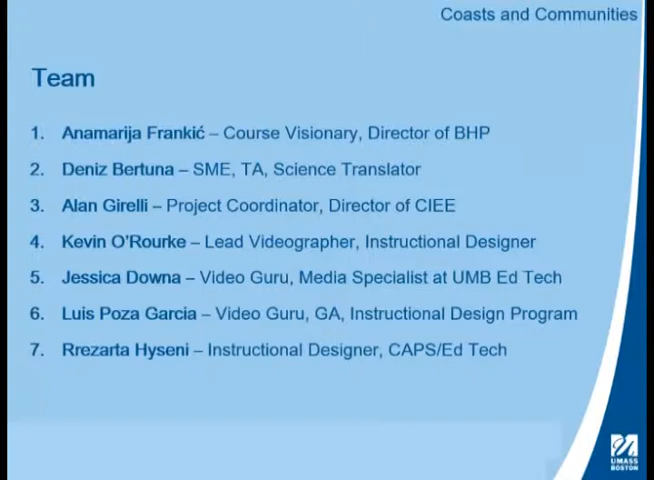 Coasts and Communities
Team
1. Anamarija Frankić – Course Visionary, Director of BHP
2. Deniz Bertuna – SME, TA, Science Translator
3. Alan Girelli – Project Coordinator, Director of CIEE
4. Kevin O'Rourke – Lead Videographer, Instructional Designer
5. Jessica Downa – Video Guru, Media Specialist at UMB Ed Tech
6. Luis Poza Garcia – Video Guru, GA, Instructional Design Program
7. Rrezarta Hyseni – Instructional Designer, CAPS/Ed Tech
UMASS
BOSTON